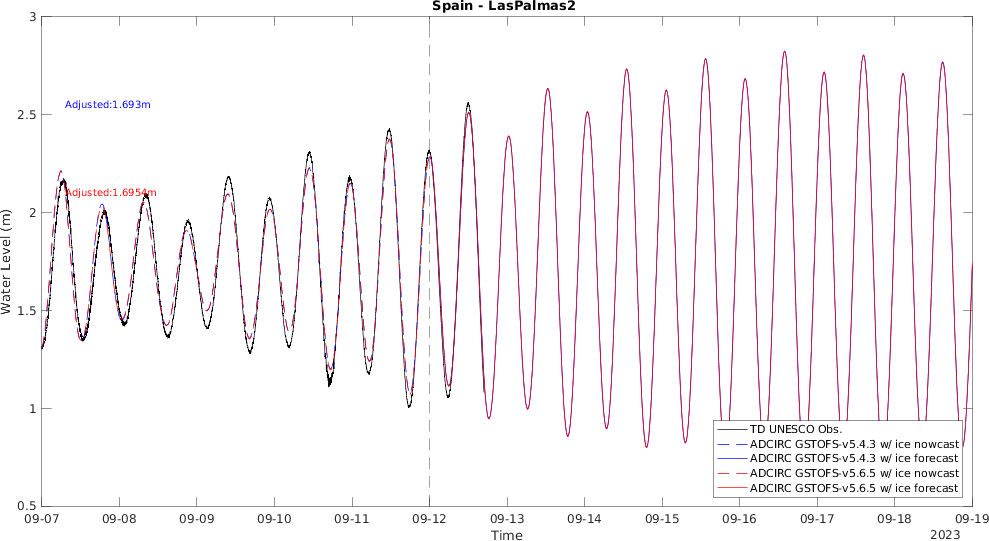 Spain - LasPalmas2
3
2.5
2
1.5
1
0.5
Water Level (m)
Adjusted:1.693m
Adjusted:1.6954m
TD UNESCO Obs.
ADCIRC GSTOFS-v5.4.3 w/ ice nowcast
ADCIRC GSTOFS-v5.4.3 w/ ice forecast
ADCIRC GSTOFS-v5.6.5 w/ ice nowcast
ADCIRC GSTOFS-v5.6.5 w/ ice forecast
09-07 09-08 09-09 09-10 09-11 09-12 09-13 09-14 09-15 09-16 09-17 09-18 09-19
Time
2023